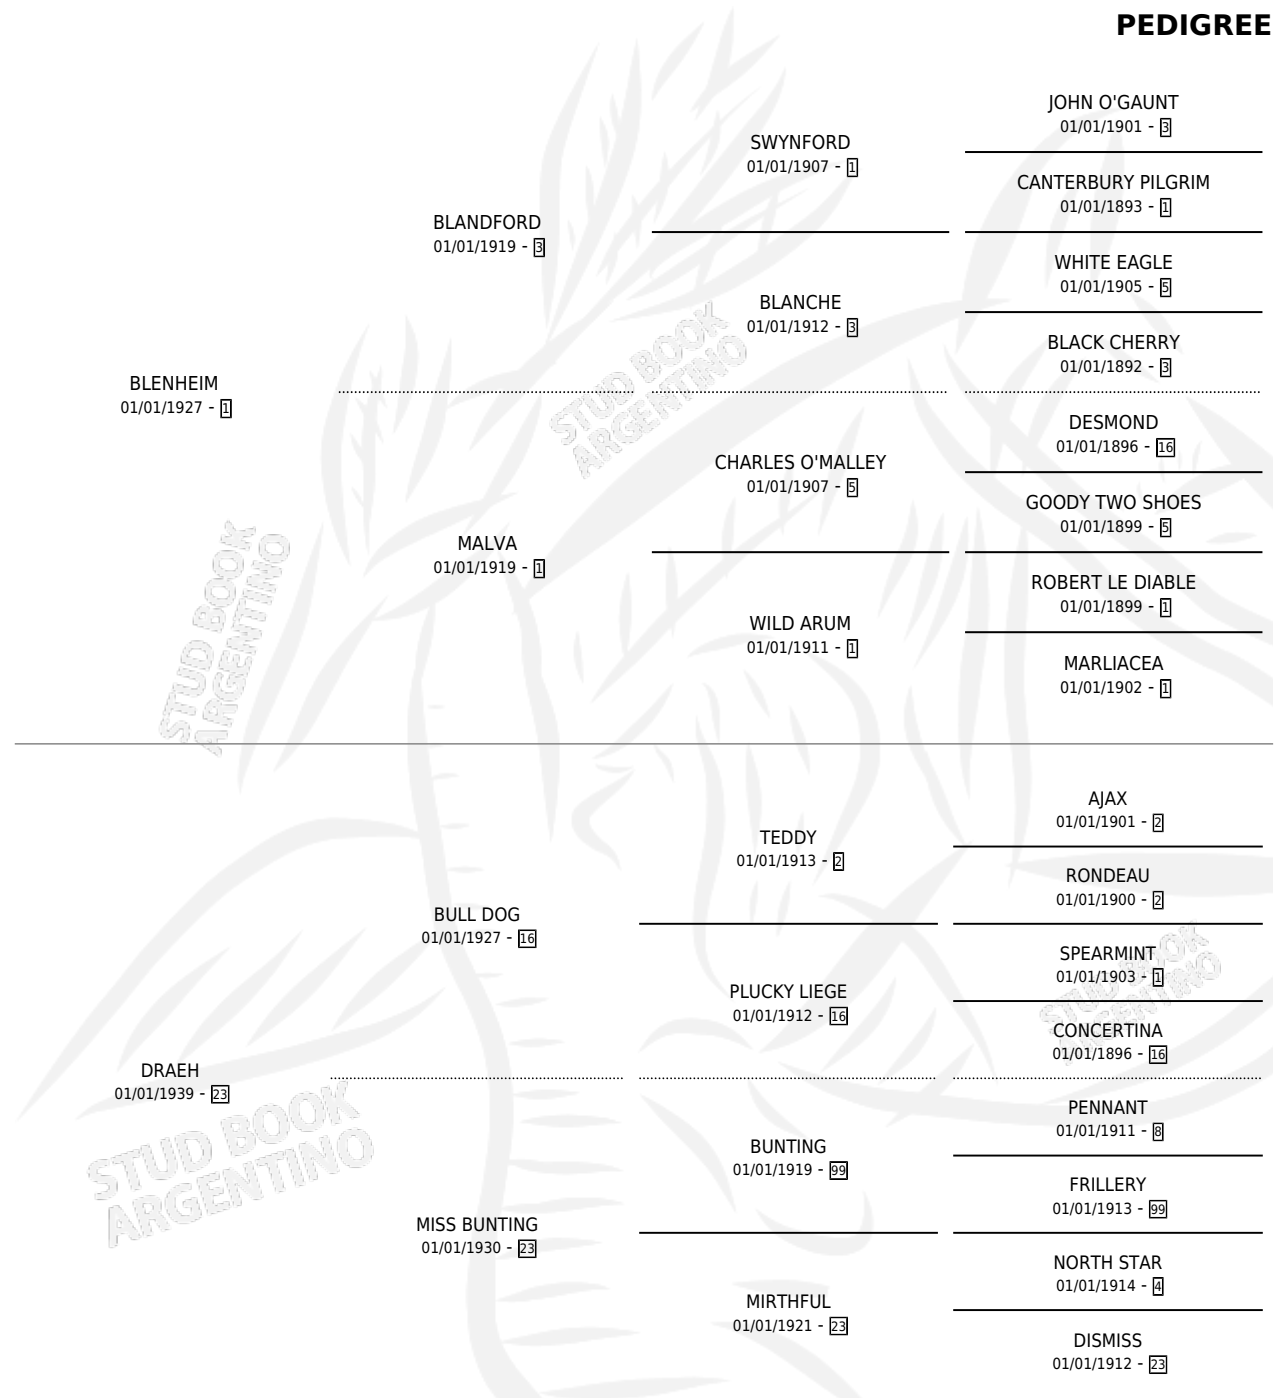 PEDIGREE
JOHN O'GAUNT
01/01/1901 - 3
SWYNFORD
01/01/1907 - 1
CANTERBURY PILGRIM
01/01/1893 - 1
BLANDFORD
01/01/1919 - 3
WHITE EAGLE
01/01/1905 - 5
BLANCHE
01/01/1912 - 3
BLACK CHERRY
01/01/1892 - 3
BLENHEIM
01/01/1927 - 1
DESMOND
01/01/1896 - 16
CHARLES O'MALLEY
01/01/1907 - 5
GOODY TWO SHOES
01/01/1899 - 5
MALVA
01/01/1919 - 1
ROBERT LE DIABLE
01/01/1899 - 1
WILD ARUM
01/01/1911 - 1
MARLIACEA
01/01/1902 - 1
AJAX
01/01/1901 - 2
TEDDY
01/01/1913 - 2
RONDEAU
01/01/1900 - 2
BULL DOG
01/01/1927 - 16
SPEARMINT
01/01/1903 - 1
PLUCKY LIEGE
01/01/1912 - 16
CONCERTINA
01/01/1896 - 16
DRAEH
01/01/1939 - 23
PENNANT
01/01/1911 - 8
BUNTING
01/01/1919 - 99
FRILLERY
01/01/1913 - 99
MISS BUNTING
01/01/1930 - 23
NORTH STAR
01/01/1914 - 4
MIRTHFUL
01/01/1921 - 23
DISMISS
01/01/1912 - 23
STUD BOOK
ARGENTINO
STUD BOOK
ARGENTINO
STUD BOOK
ARGENTINO
STUD BOOK
ARGENTINO